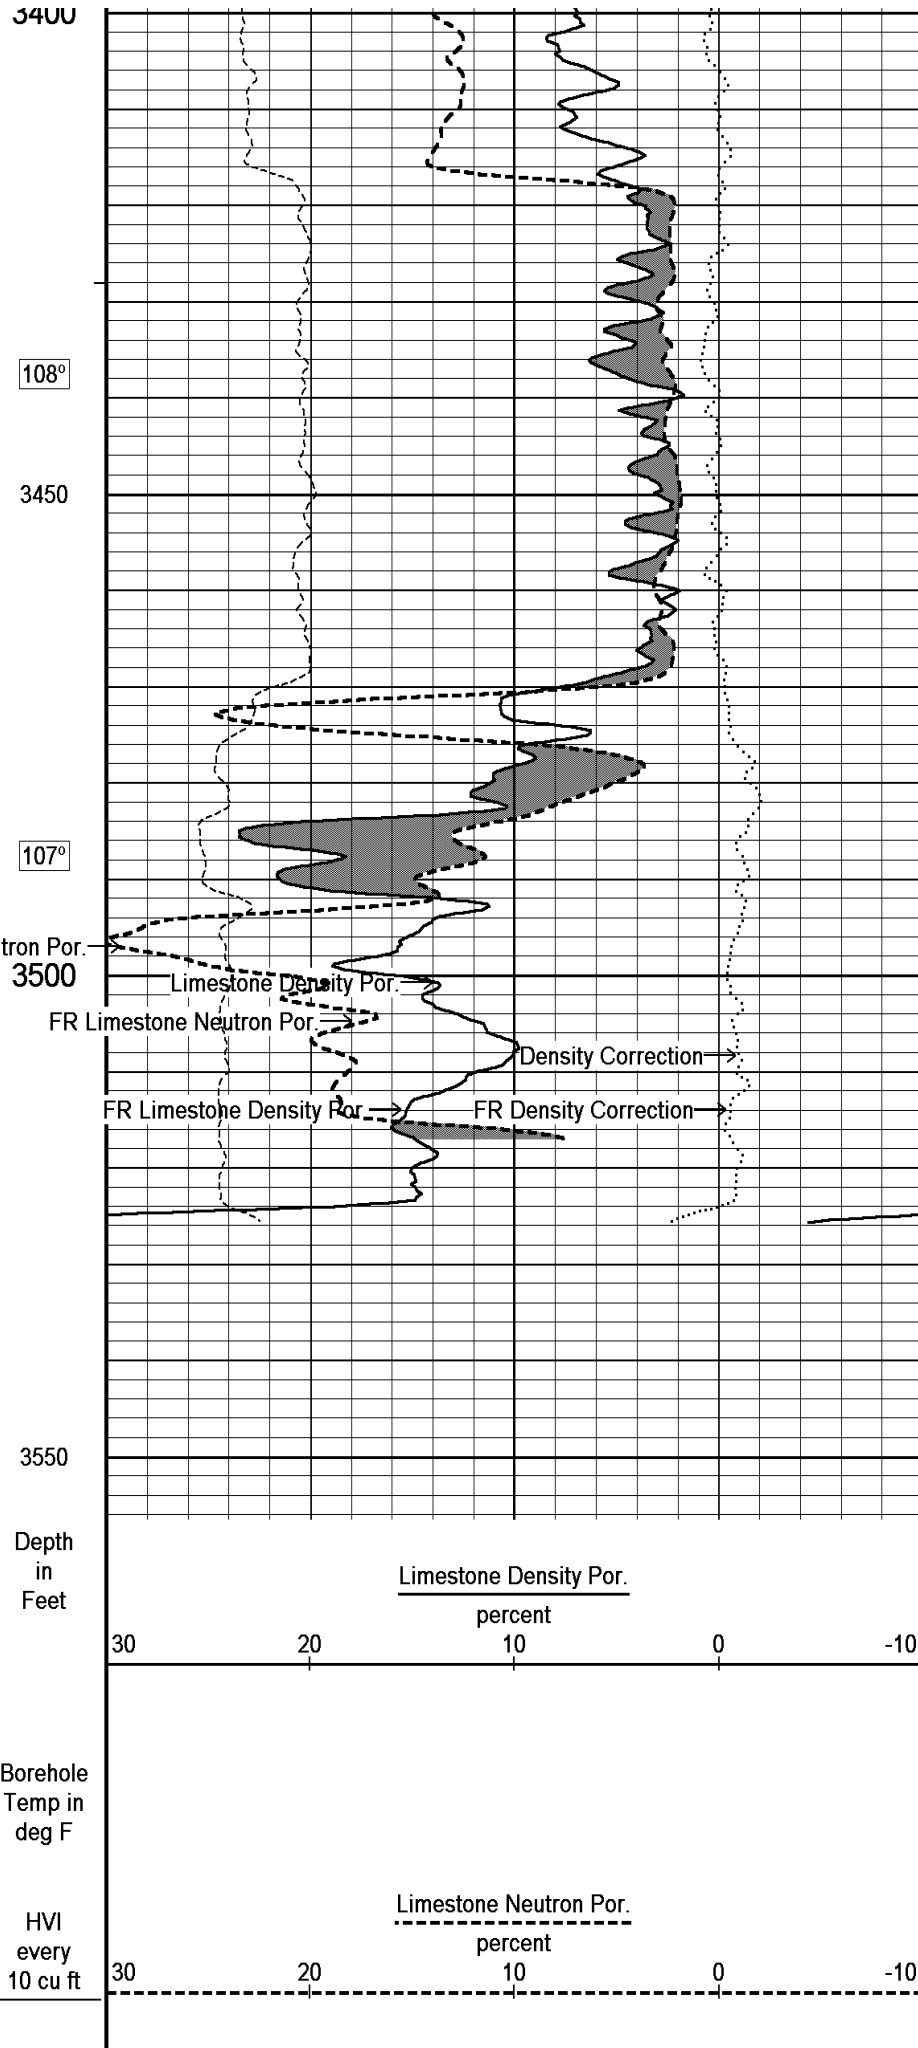 3400
108º
3450
107º
tron Por.
3500
Limestone Density Por.
FR Limestone Neutron Por.
Density Correction
FR Limestone Density Por
FR Density Correction
3550
Depth
in
Feet
Limestone Density Por.
percent
30 20 10 0 -10
Borehole
Temp in
deg F
Limestone Neutron Por.
HVI
every
10 cu ft
percent
30 20 10 0 -10